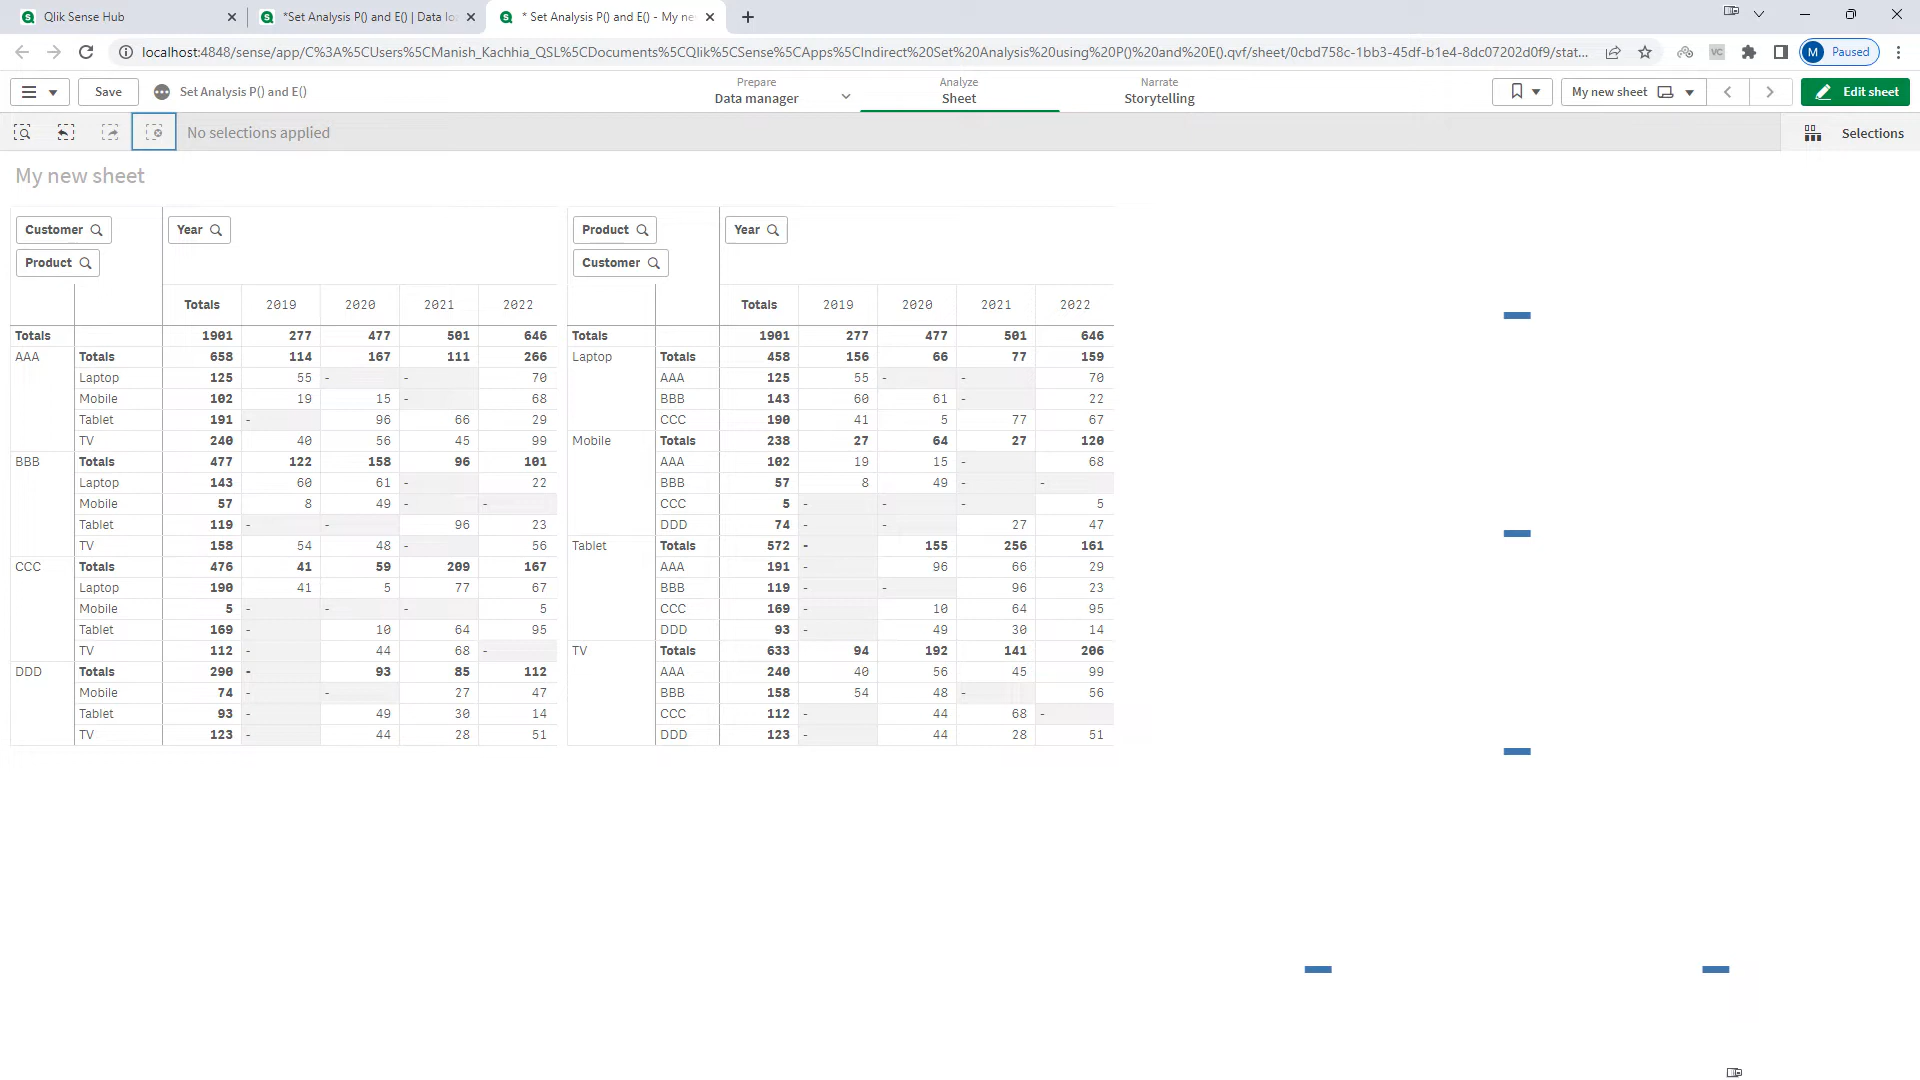 Qlik Sense Hub
*Set Analysis P() and E() | Data lo
* Set Analysis P() and E() - My ne
localhost:4848/sense/app/C%3A%5CUsers%5CManish_Kachhia_QSL%5CDocuments%5CQlik%5CSense%5CApps%5CIndirect%20Set%20Analysis%20using%20P()%20and%20E().qvf/sheet/0cbd758c-1bb3-45df-b1e4-8dc07202d0f9/stat...
VC
M Paused
Save
Set Analysis P() and E()
Prepare
Data manager
Analyze
Sheet
Narrate
Storytelling
My new sheet
Edit sheet
No selections applied
Selections
My new sheet
Customer
Product
Year
Totals 2019 2020 2021 2022
Totals 1901 277 477 501 646
AAA Totals 658 114 167 111 266
Laptop 125 55 - - 70
Mobile 102 19 15 - 68
Tablet 191 - 96 66 29
TV 240 40 56 45 99
BBB Totals 477 122 158 96 101
Laptop 143 60 61 - 22
Mobile 57 8 49 - -
Tablet 119 - - 96 23
TV 158 54 48 - 56
CCC Totals 476 41 59 209 167
Laptop 190 41 5 77 67
Mobile 5 - - - 5
Tablet 169 - 10 64 95
TV 112 - 44 68 -
DDD Totals 290 - 93 85 112
Mobile 74 - - 27 47
Tablet 93 - 49 30 14
TV 123 - 44 28 51
Product
Customer
Year
Totals 2019 2020 2021 2022
Totals 1901 277 477 501 646
Laptop Totals 458 156 66 77 159
AAA 125 55 - - 70
BBB 143 60 61 - 22
CCC 190 41 5 77 67
Mobile Totals 238 27 64 27 120
AAA 102 19 15 - 68
BBB 57 8 49 - -
CCC 5 - - - 5
DDD 74 - - 27 47
Tablet Totals 572 - 155 256 161
AAA 191 - 96 66 29
BBB 119 - - 96 23
CCC 169 - 10 64 95
DDD 93 - 49 30 14
TV Totals 633 94 192 141 206
AAA 240 40 56 45 99
BBB 158 54 48 - 56
CCC 112 - 44 68 -
DDD 123 - 44 28 51